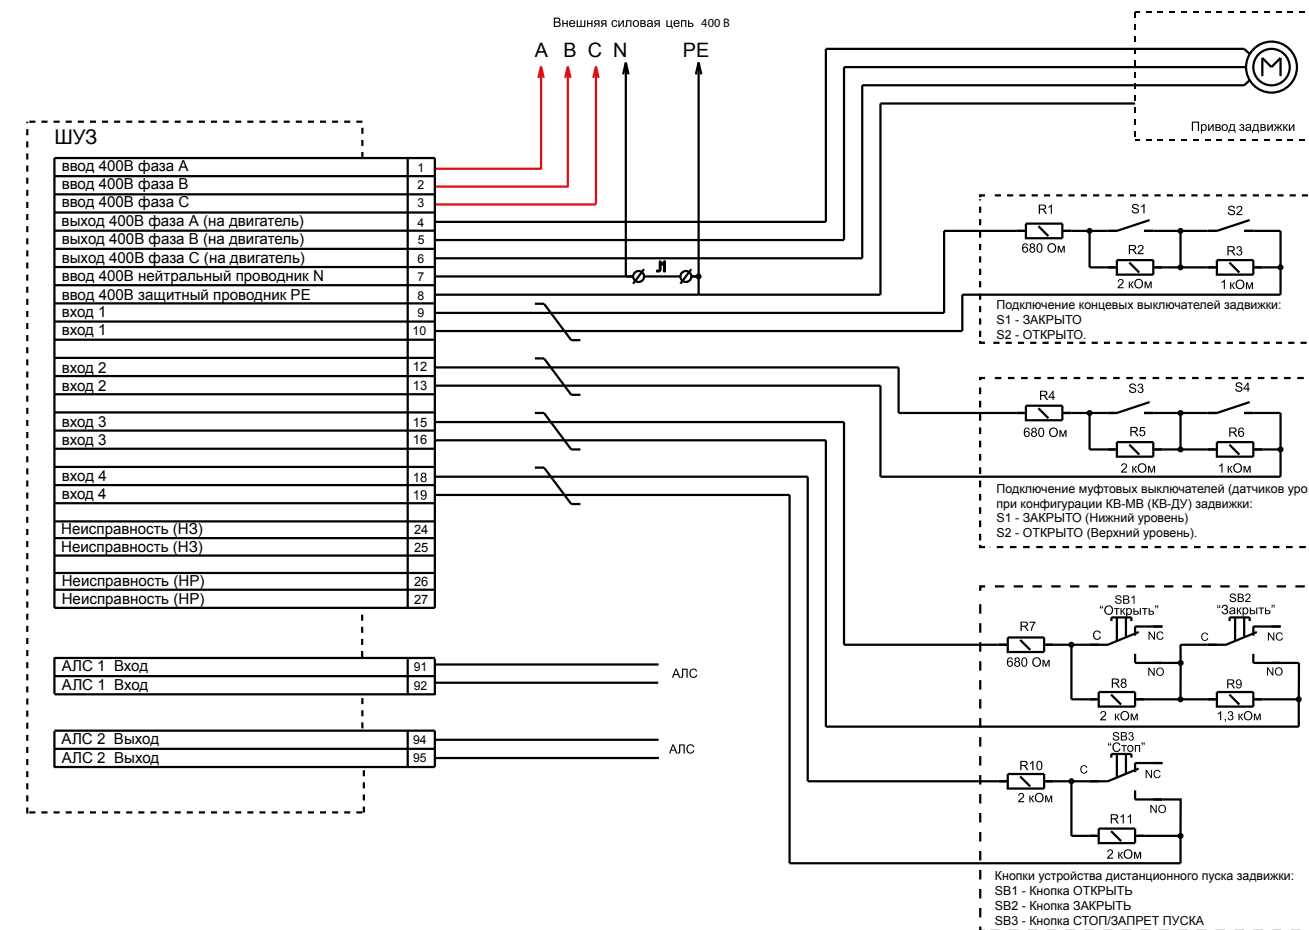 Внешняя силовая цепь 400 В
A B C N PE
М
Привод задвижки
ШУЗ
ввод 400В фаза А 1
ввод 400В фаза В 2
ввод 400В фаза С 3
выход 400В фаза А (на двигатель) 4
выход 400В фаза В (на двигатель) 5
выход 400В фаза С (на двигатель) 6
ввод 400В нейтральный проводник N 7
ввод 400В защитный проводник PE 8
вход 1 9
вход 1 10
вход 2 12
вход 2 13
вход 3 15
вход 3 16
вход 4 18
вход 4 19
Неисправность (НЗ) 24
Неисправность (НЗ) 25
Неисправность (НР) 26
Неисправность (НР) 27
АЛС 1 Вход 91
АЛС 1 Вход 92
АЛС
АЛС 2 Выход 94
АЛС 2 Выход 95
АЛС
J1
R1 S1 S2
680 Ом R2 R3
2 кОм 1 кОм
Подключение концевых выключателей задвижки:
S1 - ЗАКРЫТО
S2 - ОТКРЫТО.
R4 S3 S4
680 Ом R5 R6
2 кОм 1 кОм
Подключение муфтовых выключателей (датчиков уро
при конфигурации КВ-МВ (КВ-ДУ) задвижки:
S1 - ЗАКРЫТО (Нижний уровень)
S2 - ОТКРЫТО (Верхний уровень).
SB1 SB2
“Открыть” “Закрыть”
R7 C NC C NC
680 Ом NO NO
R8 R9
2 кОм 1,3 кОм
SB3
“Стоп”
R10 C NC
2 кОм NO
R11
2 кОм
Кнопки устройства дистанционного пуска задвижки:
SB1 - Кнопка ОТКРЫТЬ
SB2 - Кнопка ЗАКРЫТЬ
SB3 - Кнопка СТОП/ЗАПРЕТ ПУСКА